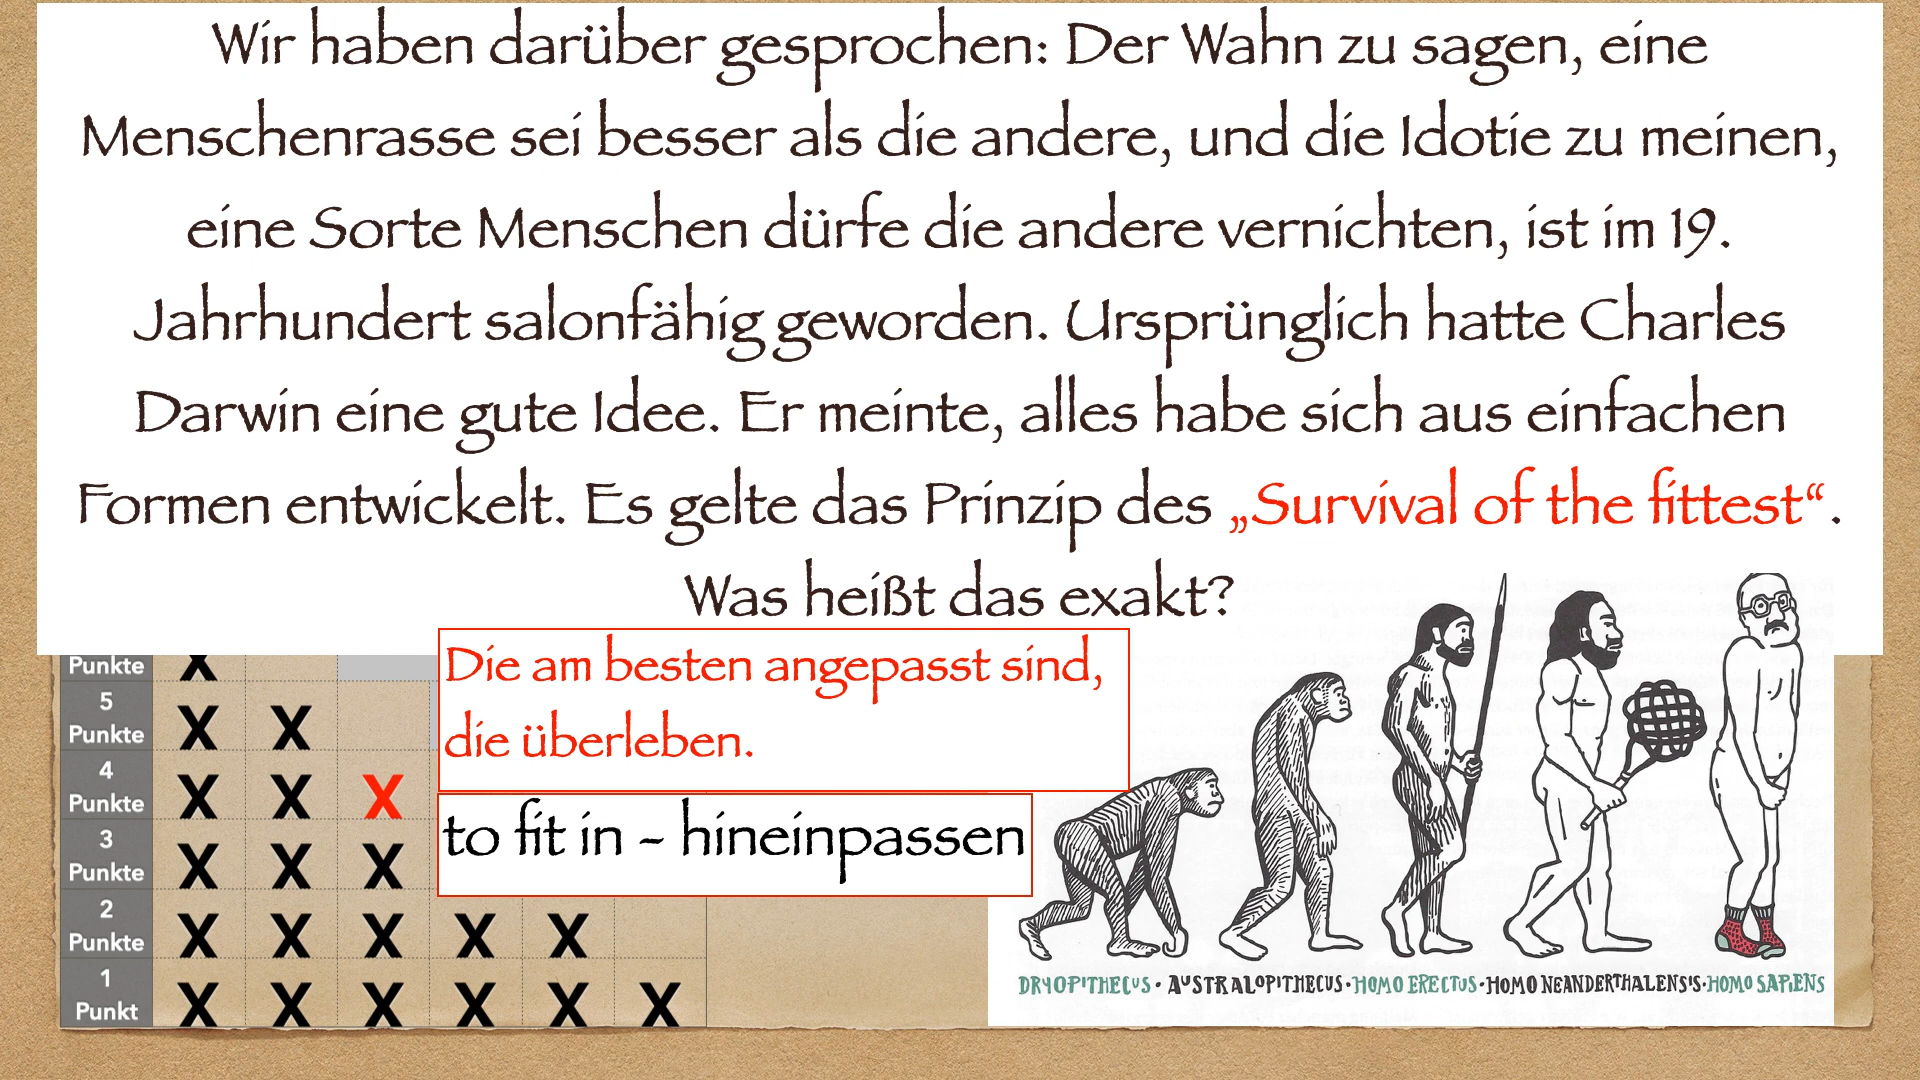 Wir haben darüber gesprochen: Der Wahn zu sagen, eine
Menschenrasse sei besser als die andere, und die Idotie zu meinen,
eine Sorte Menschen dürfe die andere vernichten, ist im 19.
Jahrhundert salonfähig geworden. Ursprünglich hatte Charles
Darwin eine gute Idee. Er meinte, alles habe sich aus einfachen
Formen entwickelt. Es gelte das Prinzip des „Survival of the fittest“.
Was heißt das exakt?
Die am besten angepasst sind,
die überleben.
to fit in - hineinpassen
Punkte X
5
Punkte X X
4
Punkte X X X
3
Punkte X X X
2
Punkte X X X X X
1
Punkt X X X X X X
DRYOPITHECUS · AUSTRALOPITHECUS · HOMO ERECTUS · HOMO NEANDERTHALENSIS · HOMO SAPIENS